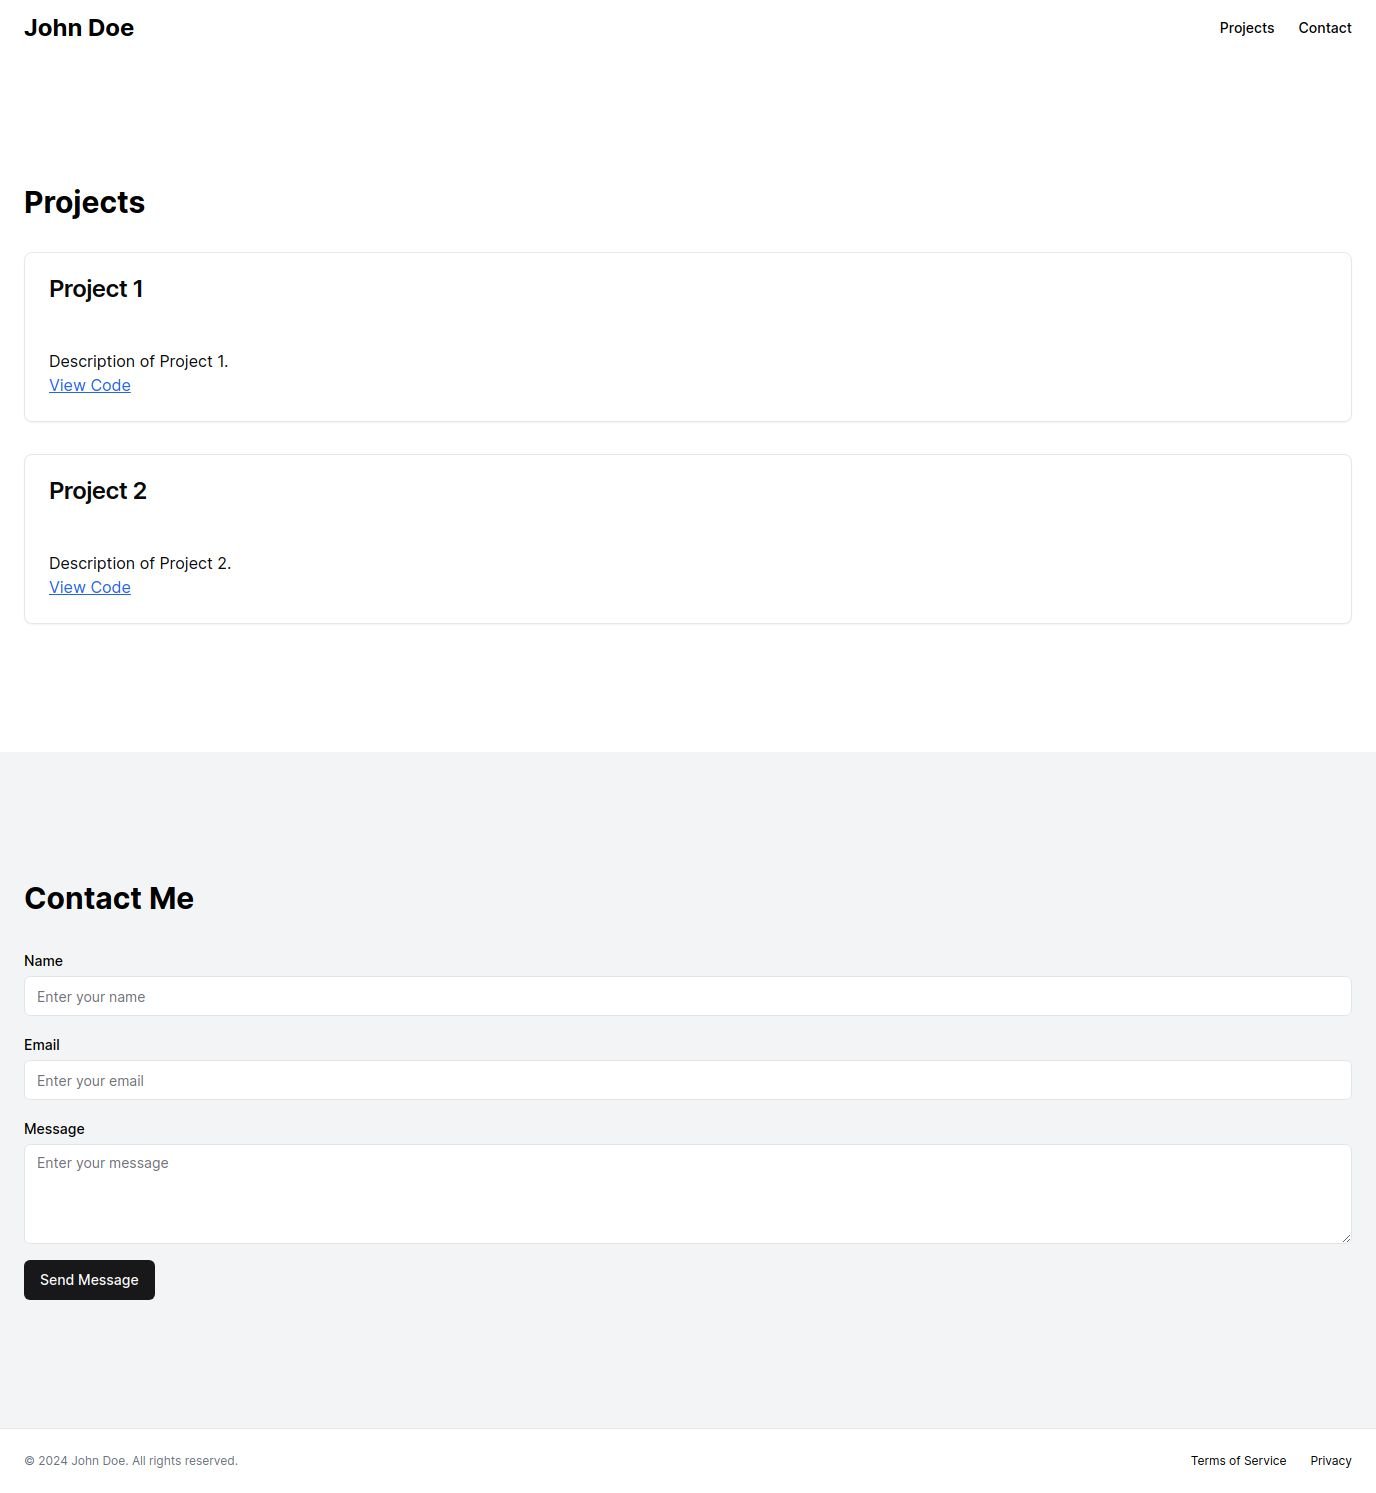 John Doe
Projects Contact
Projects
Project 1
Description of Project 1.
View Code
Project 2
Description of Project 2.
View Code
Contact Me
Name
Enter your name
Email
Enter your email
Message
Enter your message
Send Message
© 2024 John Doe. All rights reserved.
Terms of Service Privacy